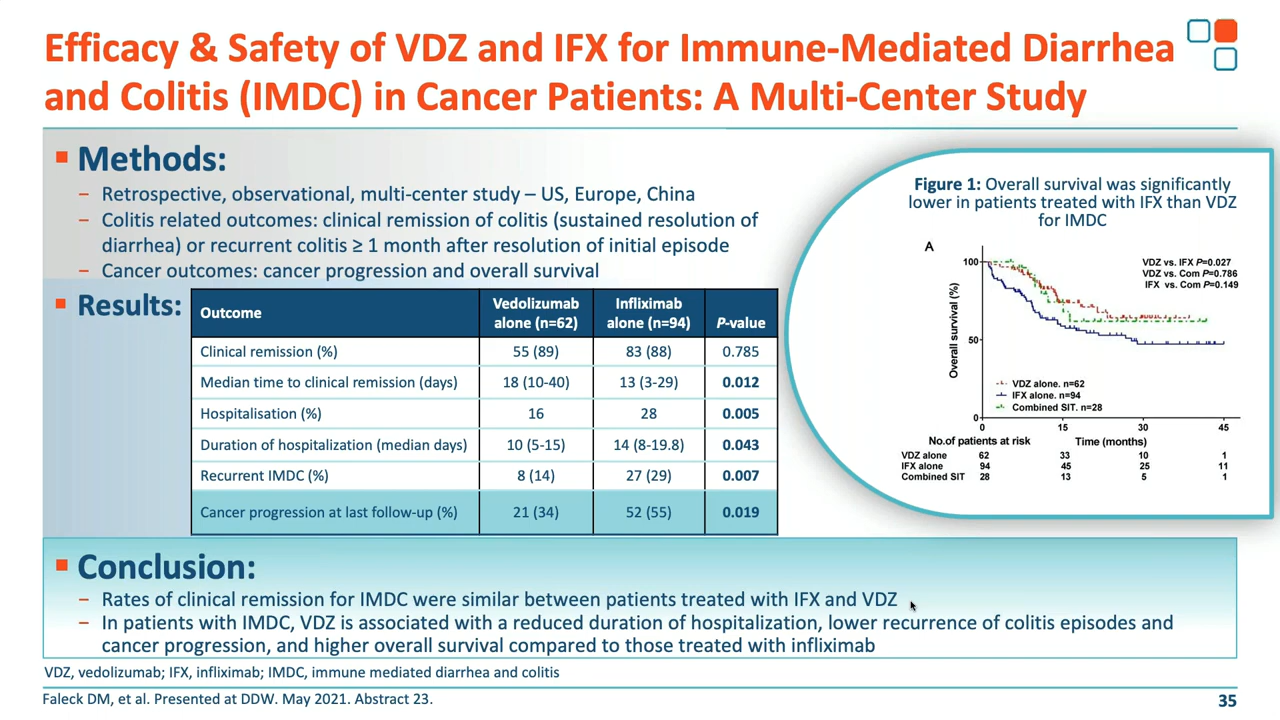 Efficacy & Safety of VDZ and IFX for Immune-Mediated Diarrhea
and Colitis (IMDC) in Cancer Patients: A Multi-Center Study
▪ Methods:
– Retrospective, observational, multi-center study – US, Europe, China
– Colitis related outcomes: clinical remission of colitis (sustained resolution of
diarrhea) or recurrent colitis ≥ 1 month after resolution of initial episode
– Cancer outcomes: cancer progression and overall survival
▪ Results:
Outcome Vedolizumab alone (n=62) Infliximab alone (n=94) P-value
Clinical remission (%) 55 (89) 83 (88) 0.785
Median time to clinical remission (days) 18 (10-40) 13 (3-29) 0.012
Hospitalisation (%) 16 28 0.005
Duration of hospitalization (median days) 10 (5-15) 14 (8-19.8) 0.043
Recurrent IMDC (%) 8 (14) 27 (29) 0.007
Cancer progression at last follow-up (%) 21 (34) 52 (55) 0.019
Figure 1: Overall survival was significantly
lower in patients treated with IFX than VDZ
for IMDC
A
VDZ vs. IFX P=0.027
VDZ vs. Com P=0.786
IFX vs. Com P=0.149
Overall survival (%)
100
50
0
VDZ alone. n=62
IFX alone. n=94
Combined SIT. n=28
0 15 30 45
No.of patients at risk Time (months)
VDZ alone 62 33 10 1
IFX alone 94 45 25 11
Combined SIT 28 13 5 1
▪ Conclusion:
– Rates of clinical remission for IMDC were similar between patients treated with IFX and VDZ
– In patients with IMDC, VDZ is associated with a reduced duration of hospitalization, lower recurrence of colitis episodes and
cancer progression, and higher overall survival compared to those treated with infliximab
VDZ, vedolizumab; IFX, infliximab; IMDC, immune mediated diarrhea and colitis
Faleck DM, et al. Presented at DDW. May 2021. Abstract 23.
35